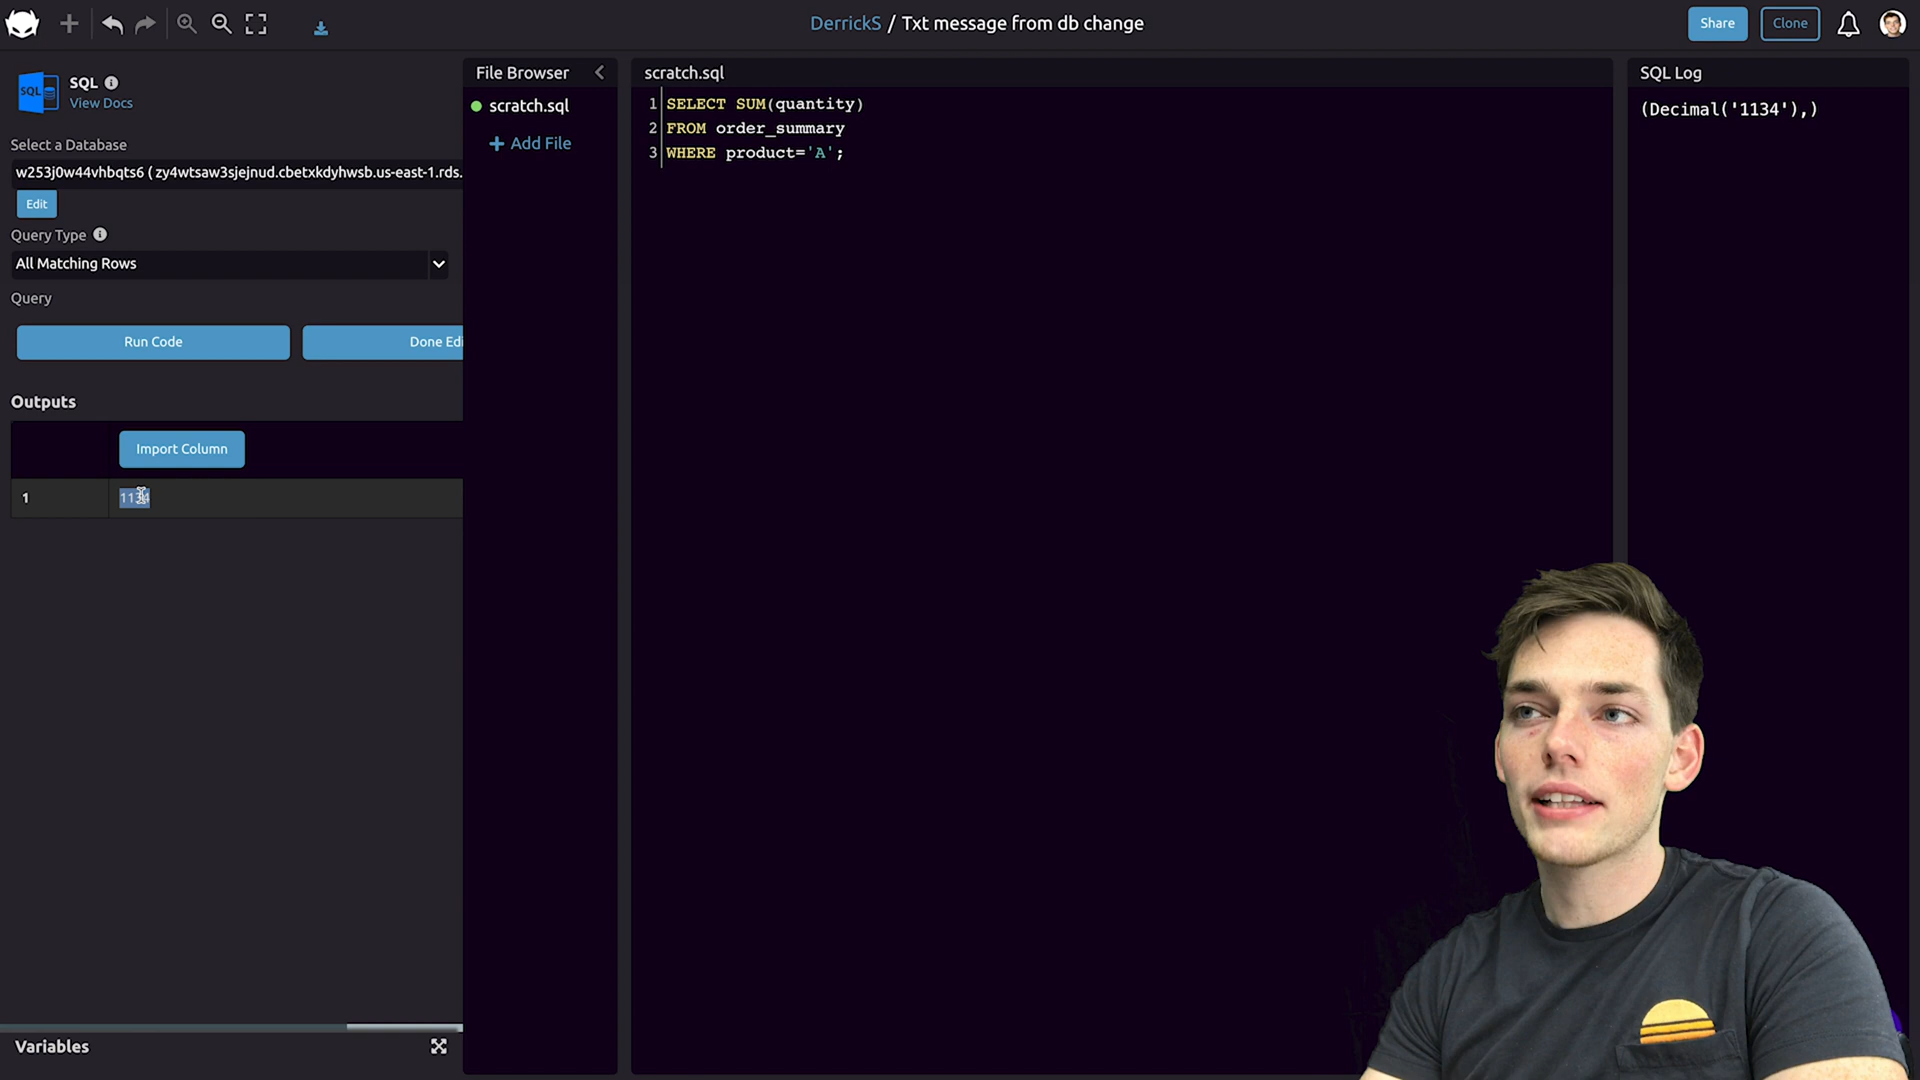 DerrickS / Txt message from db change
Share
Clone
SQL
SQL
View Docs
Select a Database
w253j0w44vhbqts6 ( zy4wtsaw3sjejnud.cbetxkdyhwsb.us-east-1.rds.
Edit
Query Type
All Matching Rows
Query
Run Code
Done Edi
Outputs
Import Column
1 1134
Variables
File Browser
scratch.sql
+ Add File
scratch.sql
1 SELECT SUM(quantity)
2 FROM order_summary
3 WHERE product='A';
SQL Log
(Decimal('1134'),)